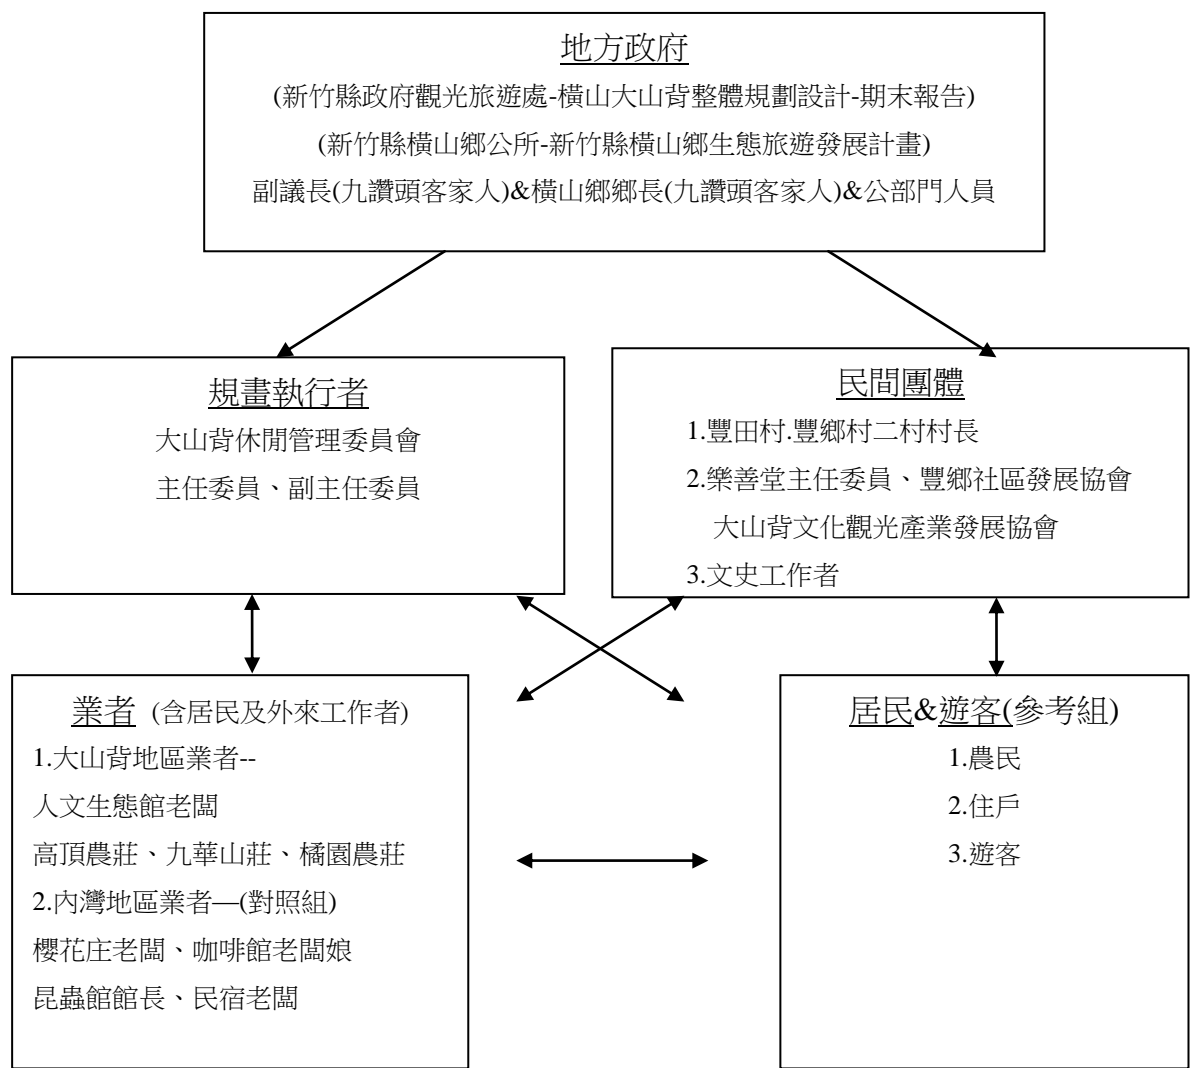 地方政府
(新竹縣政府觀光旅遊處-橫山大山背整體規劃設計-期末報告)
(新竹縣橫山鄉公所-新竹縣橫山鄉生態旅遊發展計畫)
副議長(九讚頭客家人)&橫山鄉鄉長(九讚頭客家人)&公部門人員
規畫執行者
大山背休閒管理委員會
主任委員、副主任委員
民間團體
1.豐田村.豐鄉村二村村長
2.樂善堂主任委員、豐鄉社區發展協會
大山背文化觀光產業發展協會
3.文史工作者
業者 (含居民及外來工作者)
1.大山背地區業者--
人文生態館老闆
高頂農莊、九華山莊、橘園農莊
2.內灣地區業者—(對照組)
櫻花庄老闆、咖啡館老闆娘
昆蟲館館長、民宿老闆
居民&遊客(參考組)
1.農民
2.住戶
3.遊客